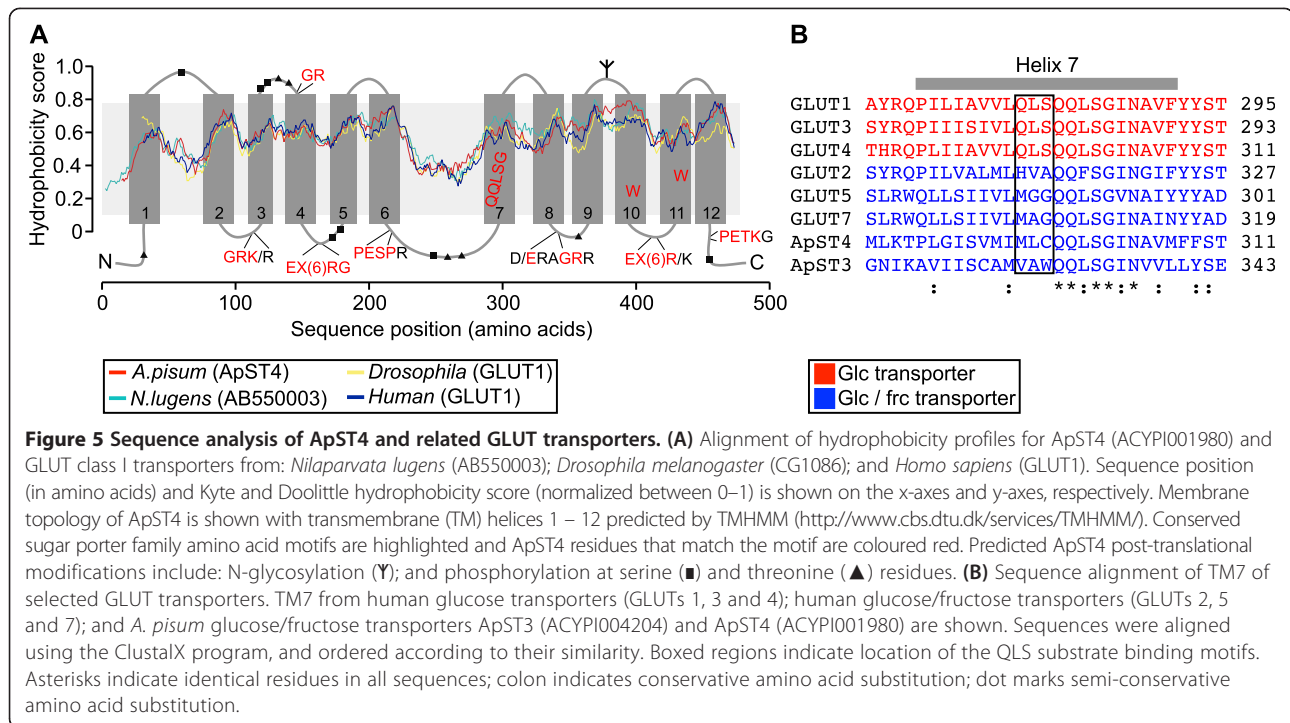 A
B
Hydrophobicity score
1.0
0.8
0.6
0.4
0.2
0
GR
QQLSG
W
W
1 2 3 4 5 6 7 8 9 10 11 12
N
C
GRK/R
EX(6)RG
PESPR
D/ERAGRR
EX(6)R/K
PETKG
0 100 200 300 400 500
Sequence position (amino acids)
A.pisum (ApST4)
Drosophila (GLUT1)
N.lugens (AB550003)
Human (GLUT1)
Helix 7
GLUT1 AYRQPILIAVVLQLSQQLSGINAVFYYST 295
GLUT3 SYRQPIIISIVLQLSQQLSGINAVFYYST 293
GLUT4 THRQPLIIAVVLQLSQQLSGINAVFYYST 311
GLUT2 SYRQPILVALMLHVAQQFSGINGIFYYST 327
GLUT5 SLRWQLLSIIVLMGGQQLSGVNAIYYYAD 301
GLUT7 SLRWQLLSIIVLMAGQQLSGINAINYYAD 319
ApST4 MLKTPLGISVMIMLCQQLSGINAVMFFST 311
ApST3 GNIKAVIISCAMVAWQQLSGINVVLLYSE 343
: : **:**:* : ::
Glc transporter
Glc / frc transporter
Figure 5 Sequence analysis of ApST4 and related GLUT transporters. (A) Alignment of hydrophobicity profiles for ApST4 (ACYPI001980) and
GLUT class I transporters from: Nilaparvata lugens (AB550003); Drosophila melanogaster (CG1086); and Homo sapiens (GLUT1). Sequence position
(in amino acids) and Kyte and Doolittle hydrophobicity score (normalized between 0–1) is shown on the x-axes and y-axes, respectively. Membrane
topology of ApST4 is shown with transmembrane (TM) helices 1 – 12 predicted by TMHMM (http://www.cbs.dtu.dk/services/TMHMM/). Conserved
sugar porter family amino acid motifs are highlighted and ApST4 residues that match the motif are coloured red. Predicted ApST4 post-translational
modifications include: N-glycosylation (Ɏ); and phosphorylation at serine (■) and threonine (▲) residues. (B) Sequence alignment of TM7 of
selected GLUT transporters. TM7 from human glucose transporters (GLUTs 1, 3 and 4); human glucose/fructose transporters (GLUTs 2, 5
and 7); and A. pisum glucose/fructose transporters ApST3 (ACYPI004204) and ApST4 (ACYPI001980) are shown. Sequences were aligned
using the ClustalX program, and ordered according to their similarity. Boxed regions indicate location of the QLS substrate binding motifs.
Asterisks indicate identical residues in all sequences; colon indicates conservative amino acid substitution; dot marks semi-conservative
amino acid substitution.